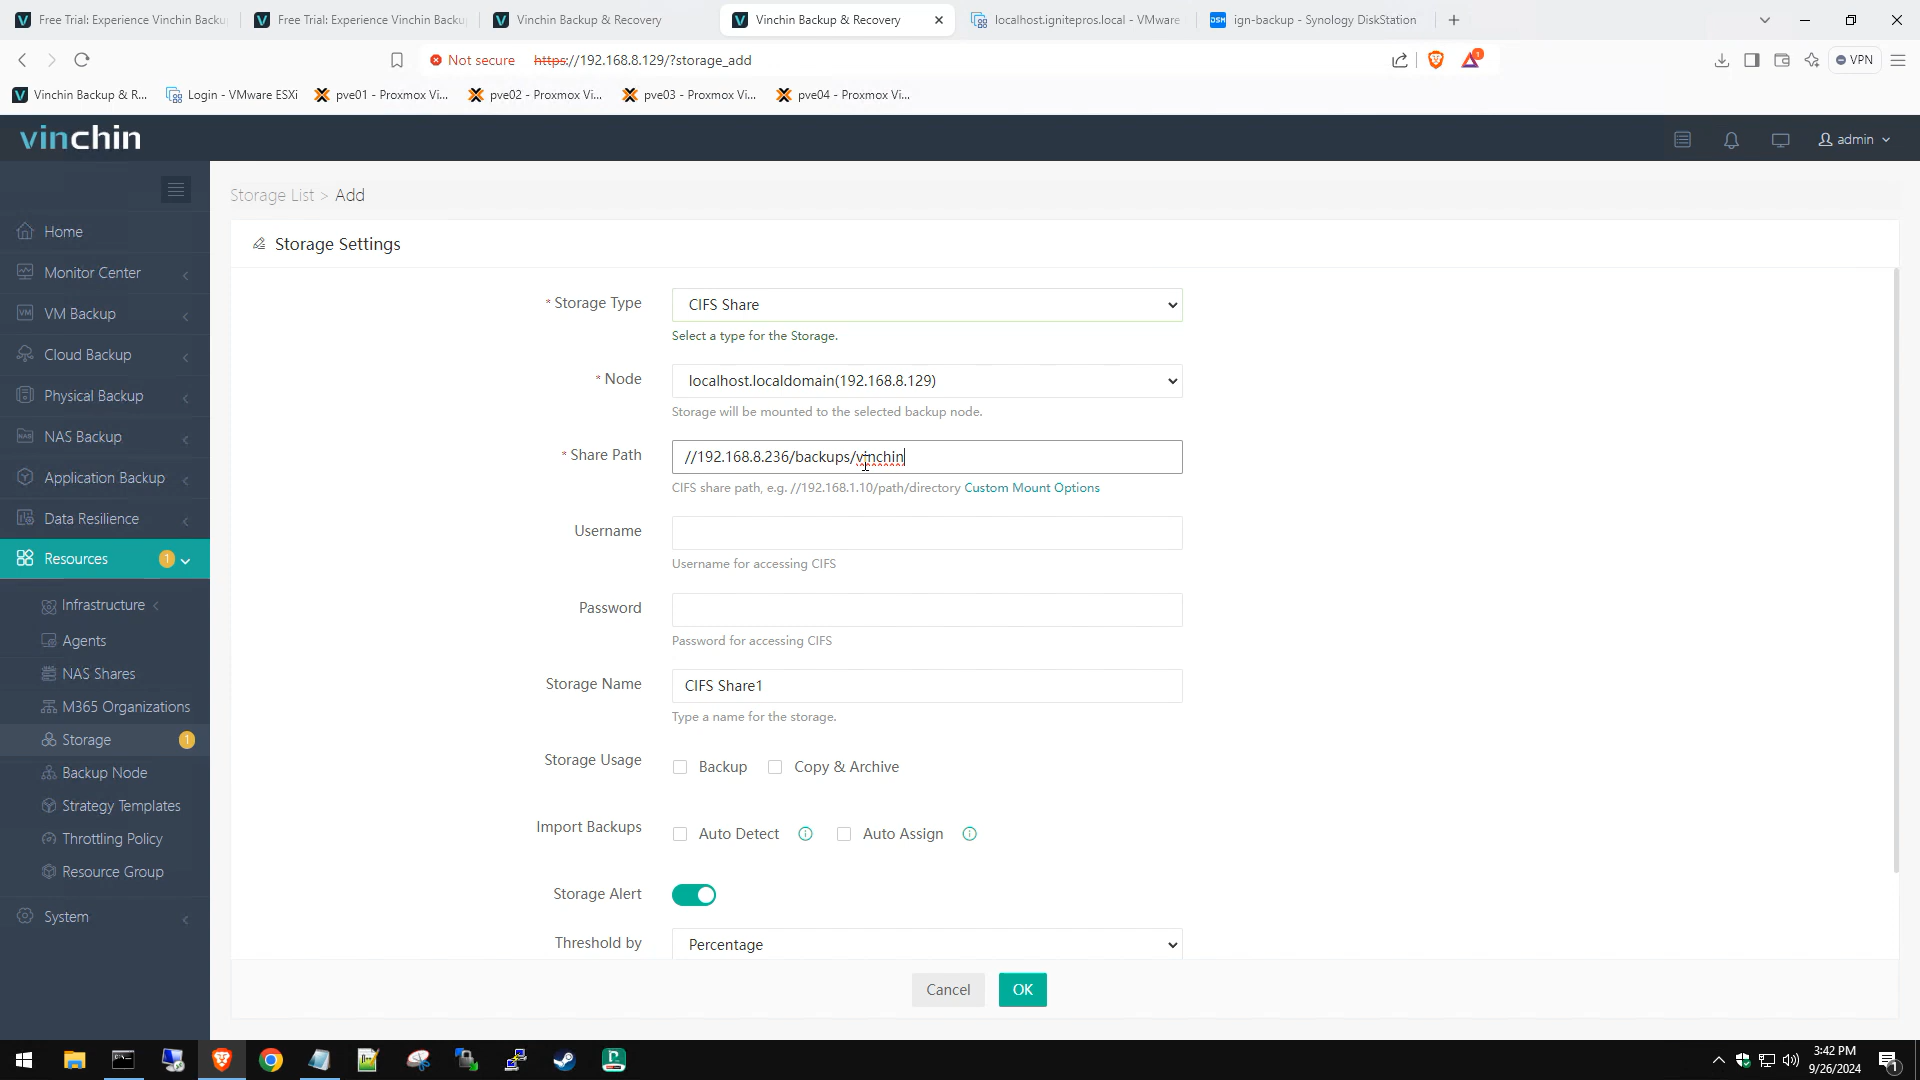 Free Trial: Experience Vinchin Backu
Free Trial: Experience Vinchin Backu
Vinchin Backup & Recovery
Vinchin Backup & Recovery
localhost.ignitepros.local - VMware
ign-backup - Synology DiskStation
Not secure
https://192.168.8.129/?storage_add
VPN
Vinchin Backup & R...
Login - VMware ESXi
pve01 - Proxmox Vi...
pve02 - Proxmox Vi...
pve03 - Proxmox Vi...
pve04 - Proxmox Vi...
vinchin
admin
Storage List > Add
Home
Monitor Center
VM Backup
Cloud Backup
Physical Backup
NAS Backup
Application Backup
Data Resilience
Resources 1
Infrastructure
Agents
NAS Shares
M365 Organizations
Storage 1
Backup Node
Strategy Templates
Throttling Policy
Resource Group
System
Storage Settings
* Storage Type
CIFS Share
Select a type for the Storage.
* Node
localhost.localdomain(192.168.8.129)
Storage will be mounted to the selected backup node.
* Share Path
//192.168.8.236/backups/vinchin
CIFS share path, e.g. //192.168.1.10/path/directory Custom Mount Options
Username
Username for accessing CIFS
Password
Password for accessing CIFS
Storage Name
CIFS Share1
Type a name for the storage.
Storage Usage
Backup
Copy & Archive
Import Backups
Auto Detect
Auto Assign
Storage Alert
Threshold by
Percentage
Cancel
OK
3:42 PM
9/26/2024